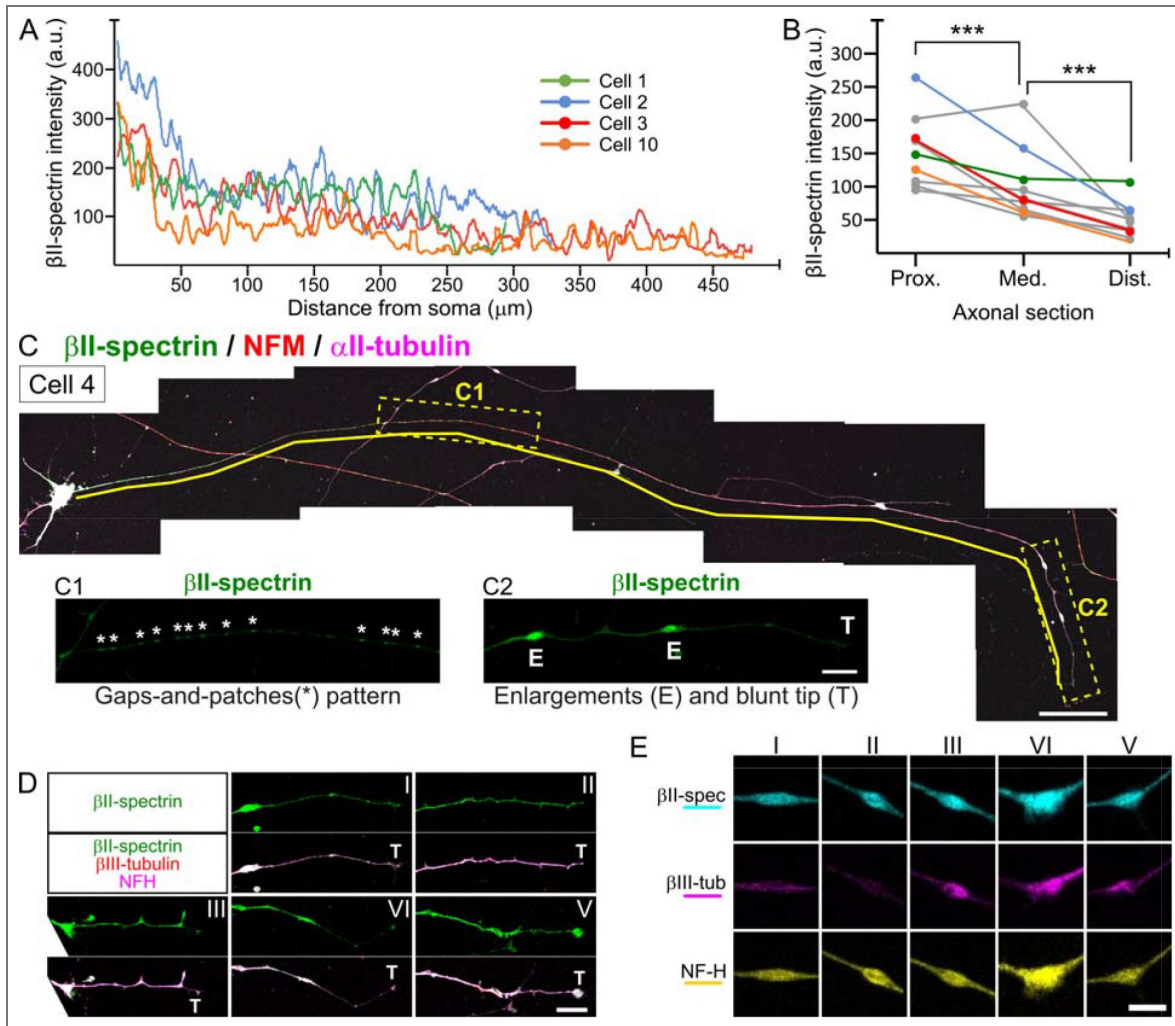 A
βII-spectrin intensity (a.u.)
400
300
200
100
50
100
150
200
250
300
350
400
450
Distance from soma (μm)
Cell 1
Cell 2
Cell 3
Cell 10
B
βII-spectrin intensity (a.u.)
300
250
200
150
100
50
***
***
Prox.
Med.
Dist.
Axonal section
C βII-spectrin / NFM / αII-tubulin
Cell 4
C1
C2
C1 βII-spectrin
** * * *** * * * * ** *
Gaps-and-patches(*) pattern
C2 βII-spectrin
E
E
T
Enlargements (E) and blunt tip (T)
D
βII-spectrin
βII-spectrin
βIII-tubulin
NFH
I
T
II
T
III
T
VI
T
V
T
E
I II III VI V
βII-spec
βIII-tub
NF-H